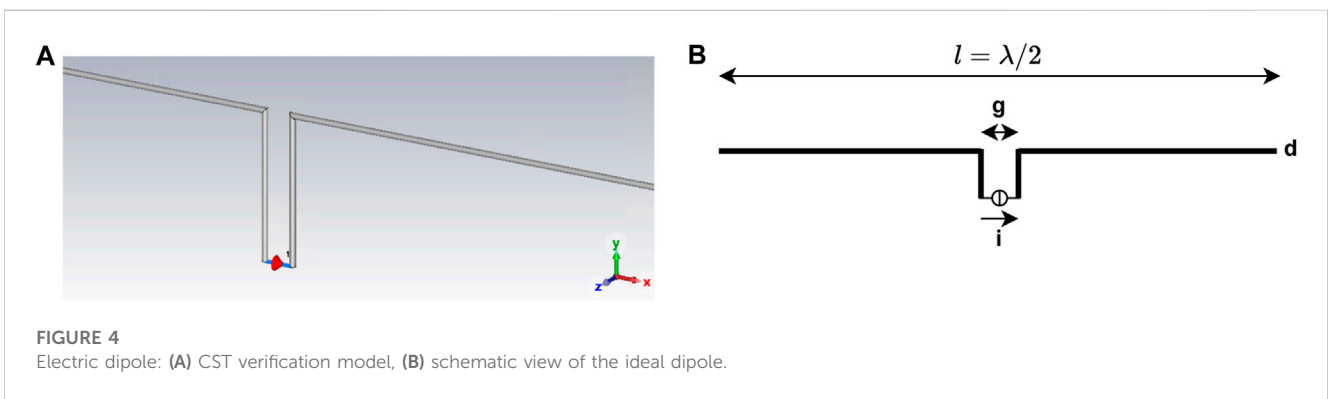 A
1
y
z
x
B
l = λ/2
g
d
i
FIGURE 4
Electric dipole: (A) CST verification model, (B) schematic view of the ideal dipole.